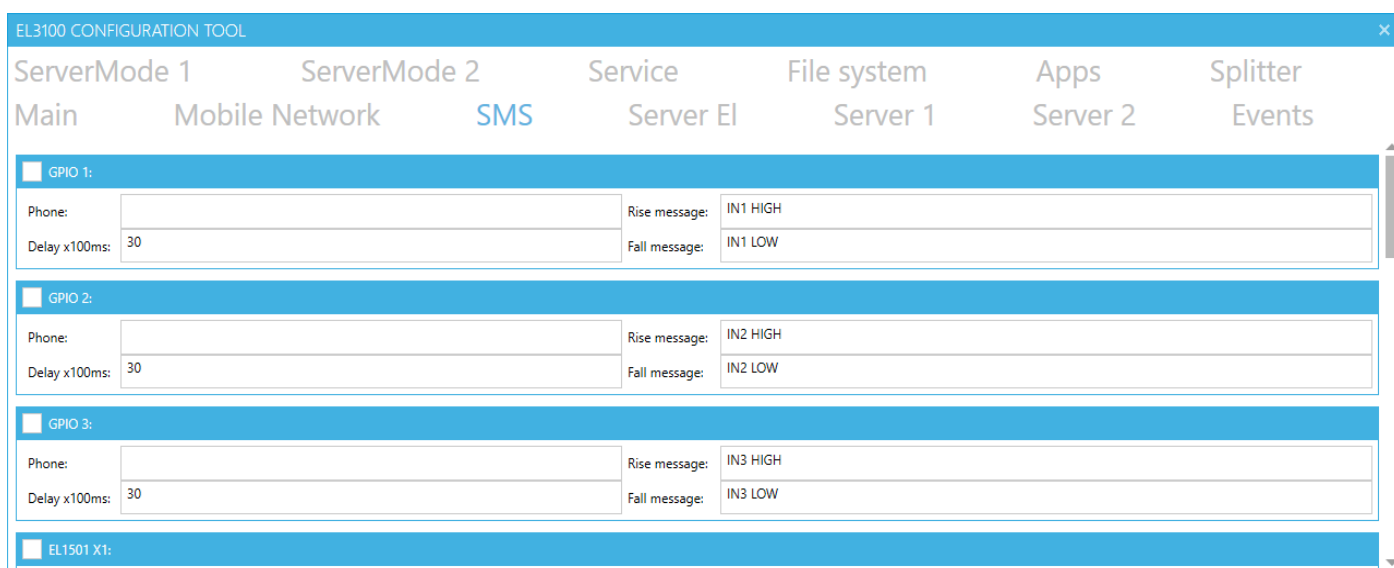 EL3100 CONFIGURATION TOOL ×
ServerMode 1 ServerMode 2 Service File system Apps Splitter
Main Mobile Network SMS Server El Server 1 Server 2 Events
GPIO 1:
Phone: Rise message: IN1 HIGH
Delay x100ms: 30 Fall message: IN1 LOW
GPIO 2:
Phone: Rise message: IN2 HIGH
Delay x100ms: 30 Fall message: IN2 LOW
GPIO 3:
Phone: Rise message: IN3 HIGH
Delay x100ms: 30 Fall message: IN3 LOW
EL1501 X1: